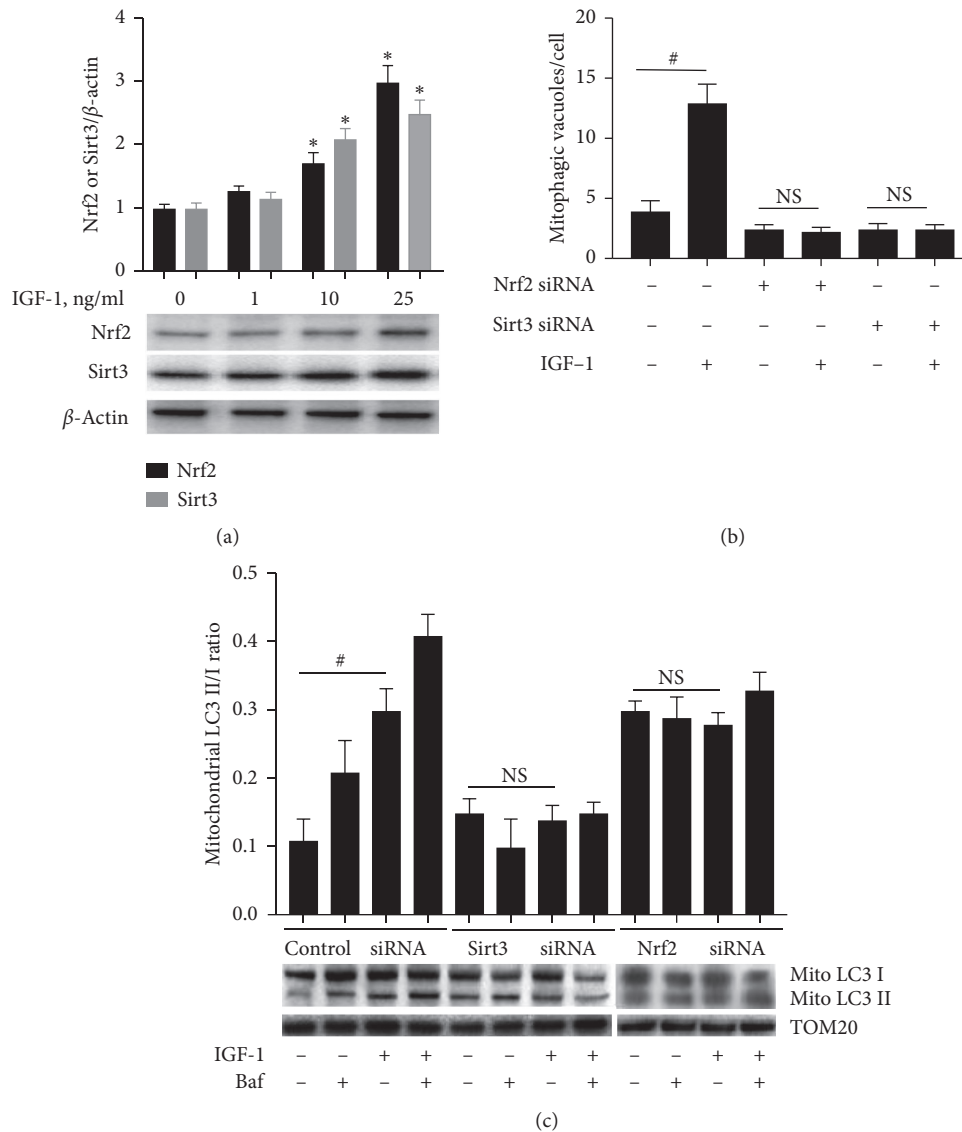 4
3
2
1
0
Nrf2 or Sirt3/β-actin
* * * *
IGF-1, ng/ml 0 1 10 25
Nrf2
Sirt3
β-Actin
Nrf2
Sirt3
(a)
20
15
10
5
0
Mitophagic vacuoles/cell
# NS NS
Nrf2 siRNA – – + + – –
Sirt3 siRNA – – – – + +
IGF–1 – + – + – +
(b)
0.5
0.4
0.3
0.2
0.1
0.0
Mitochondrial LC3 II/I ratio
# NS NS
Control siRNA Sirt3 siRNA Nrf2 siRNA
Mito LC3 I
Mito LC3 II
TOM20
IGF-1 – – + + – – + + – – + +
Baf – + – + – + – + – + – +
(c)